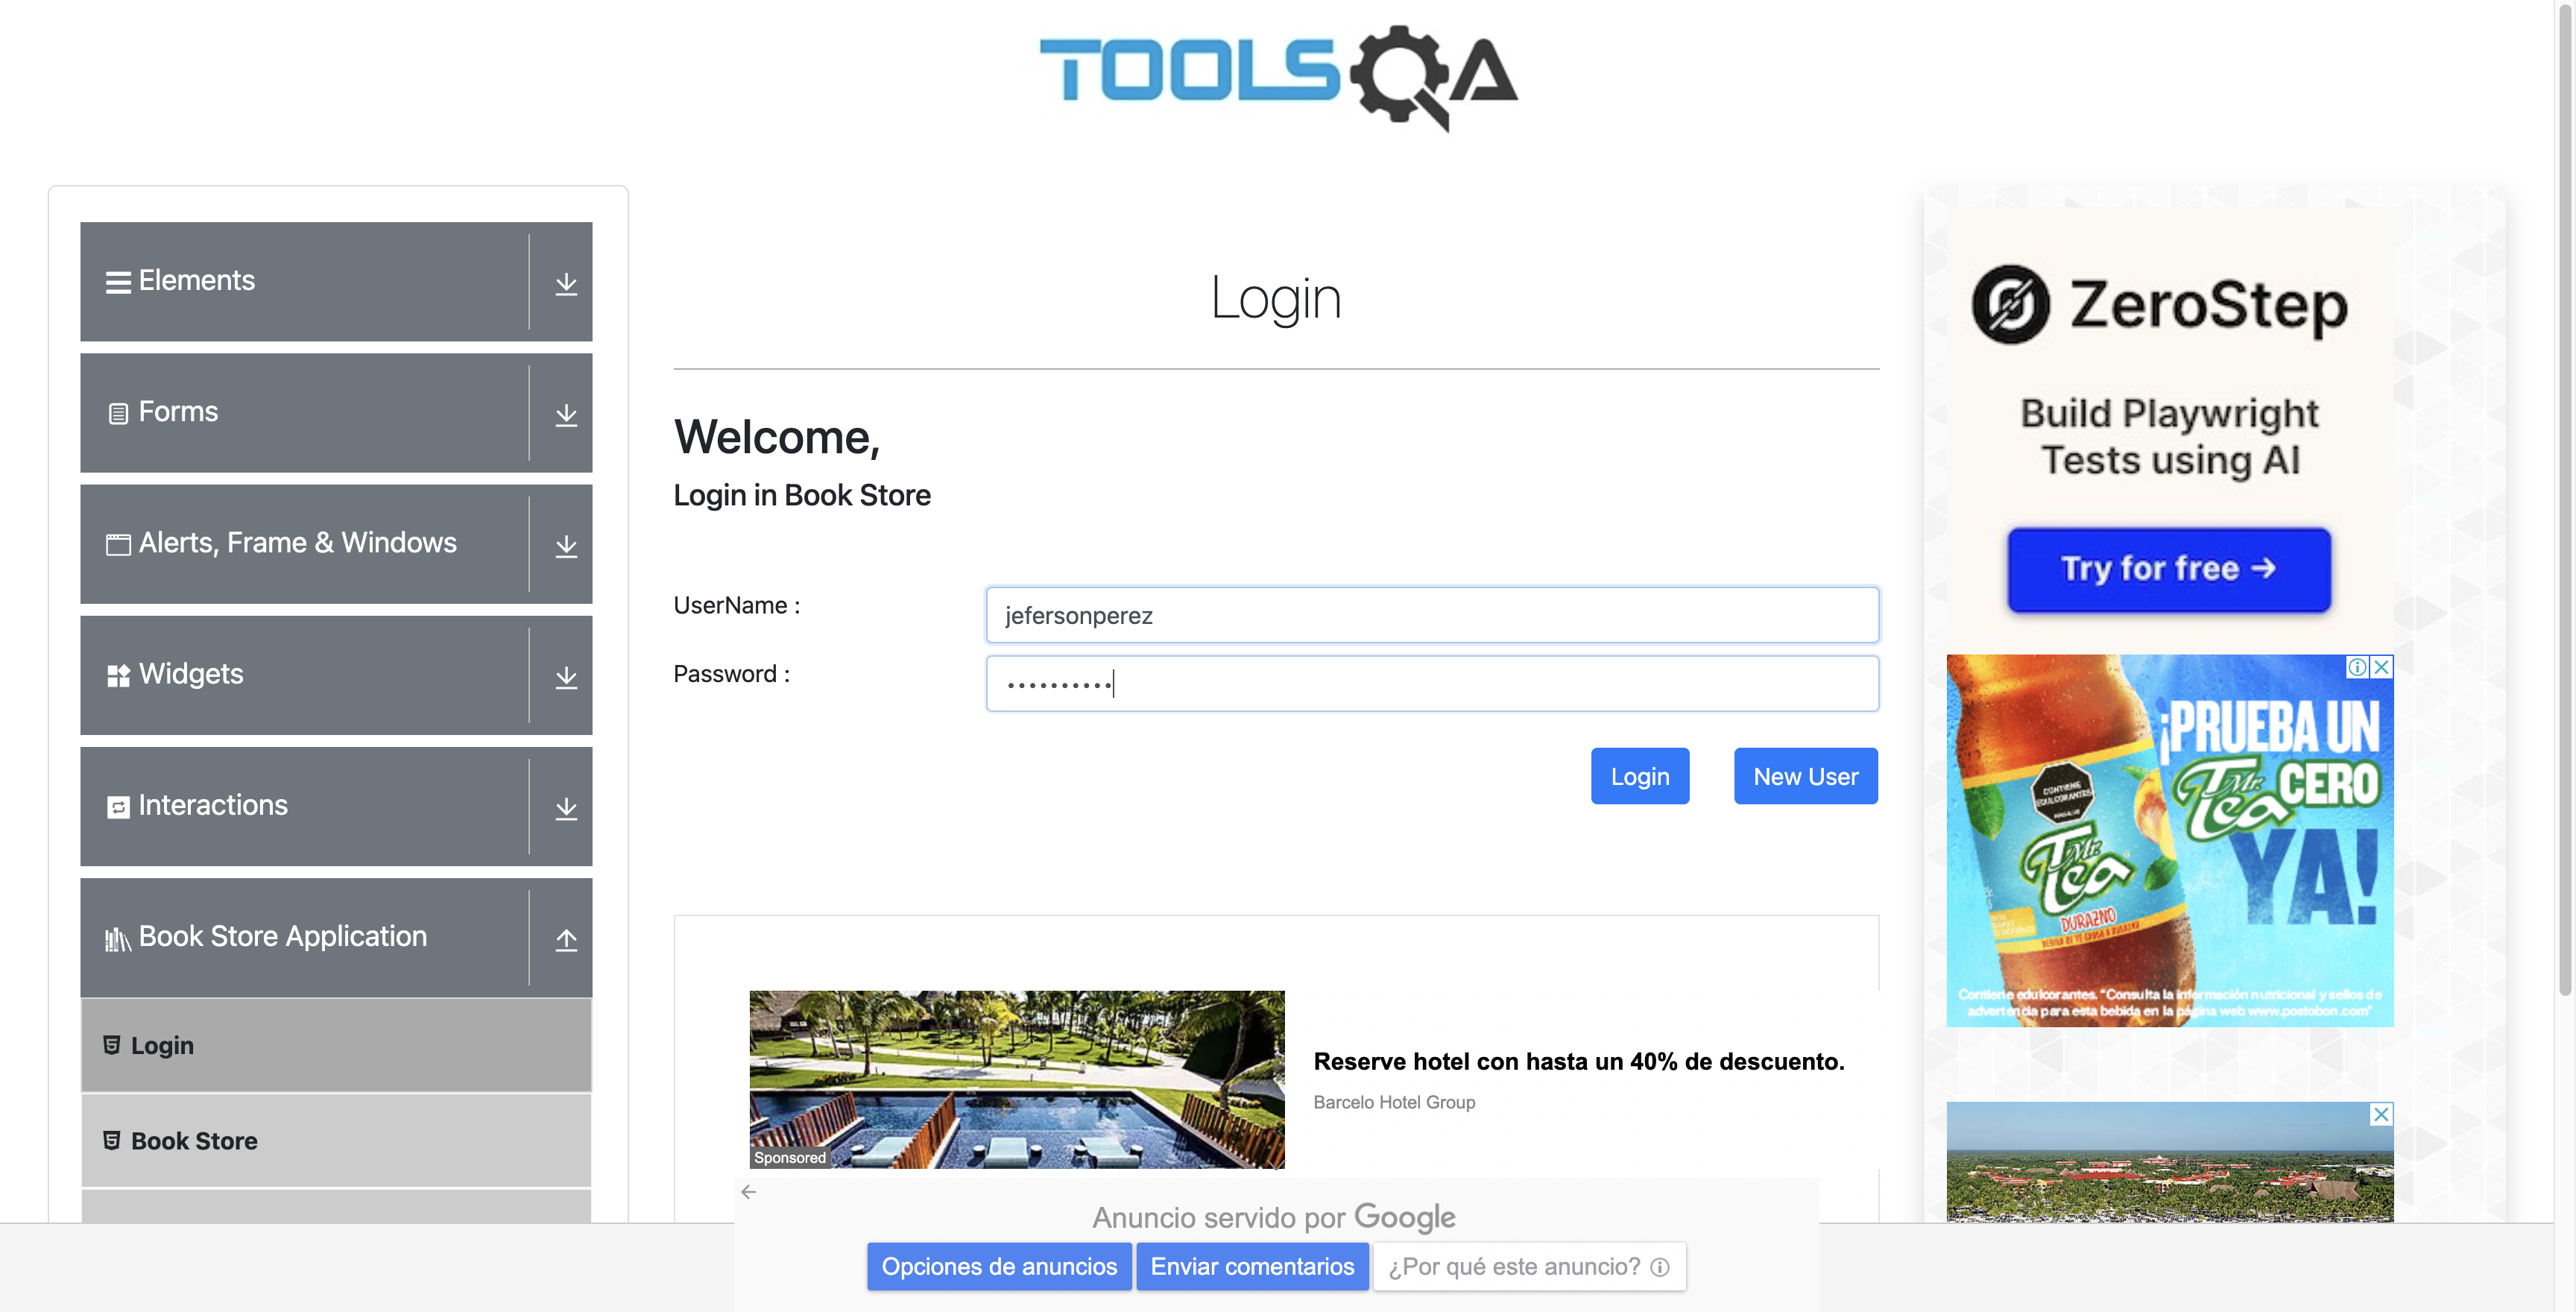 TOOLSQA
Elements
Forms
Alerts, Frame & Windows
Widgets
Interactions
Book Store Application
Login
Book Store
Login
Welcome,
Login in Book Store
UserName :
jefersonperez
Password :
Login
New User
Sponsored
Reserve hotel con hasta un 40% de descuento.
Barcelo Hotel Group
Anuncio servido por Google
Opciones de anuncios
Enviar comentarios
¿Por qué este anuncio?
ZeroStep
Build Playwright
Tests using AI
Try for free →
¡PRUEBA UN
Mr. Tea CERO
YA!
CONTIENE
EDULCORANTES
Mr. Tea
DURAZNO
Contiene edulcorantes. "Consulta la información nutricional y sellos de
advertencia para esta bebida en la página web www.postobon.com"